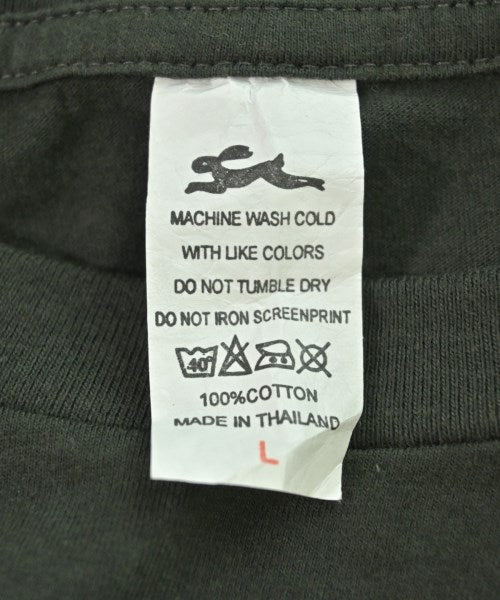 MACHINE WASH COLD
WITH LIKE COLORS
DO NOT TUMBLE DRY
DO NOT IRON SCREENPRINT
40°
100%COTTON
MADE IN THAILAND
L